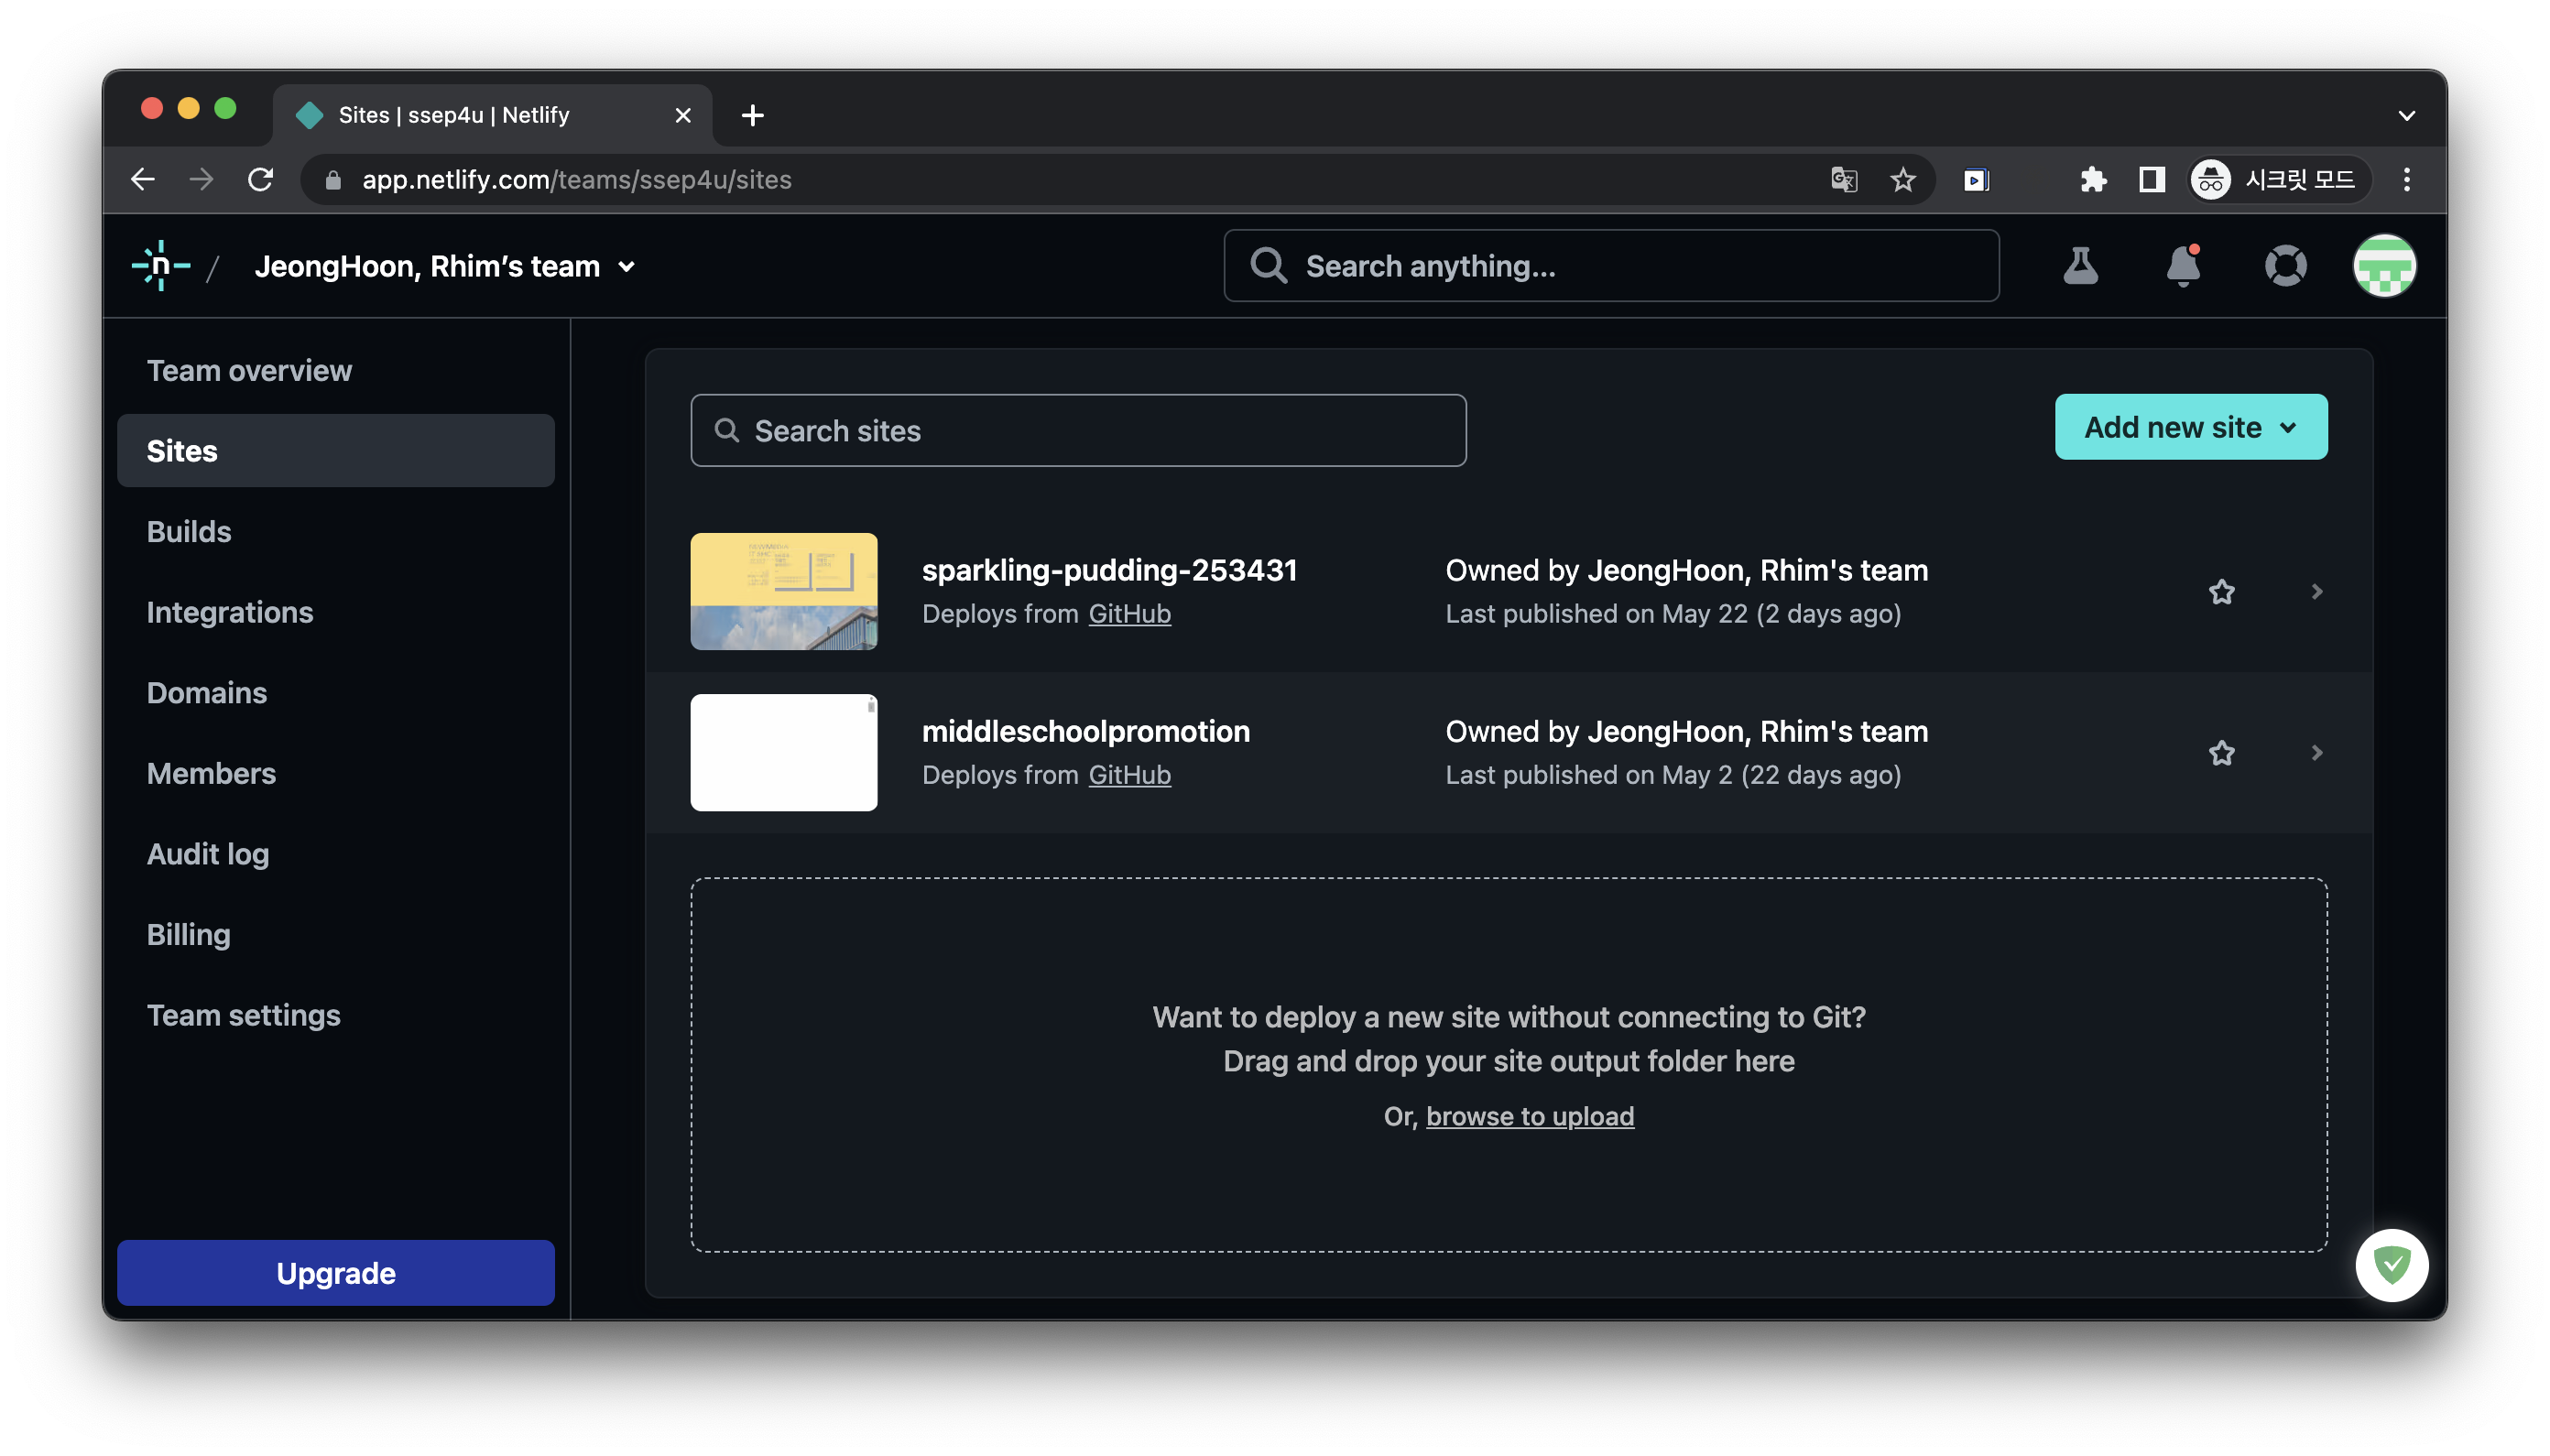 Sites | ssep4u | Netlify
app.netlify.com/teams/ssep4u/sites
시크릿 모드
n / JeongHoon, Rhim’s team
Search anything...
Team overview
Sites
Builds
Integrations
Domains
Members
Audit log
Billing
Team settings
Upgrade
Search sites
Add new site
sparkling-pudding-253431
Deploys from GitHub
Owned by JeongHoon, Rhim's team
Last published on May 22 (2 days ago)
middleschoolpromotion
Deploys from GitHub
Owned by JeongHoon, Rhim's team
Last published on May 2 (22 days ago)
Want to deploy a new site without connecting to Git?
Drag and drop your site output folder here
Or, browse to upload